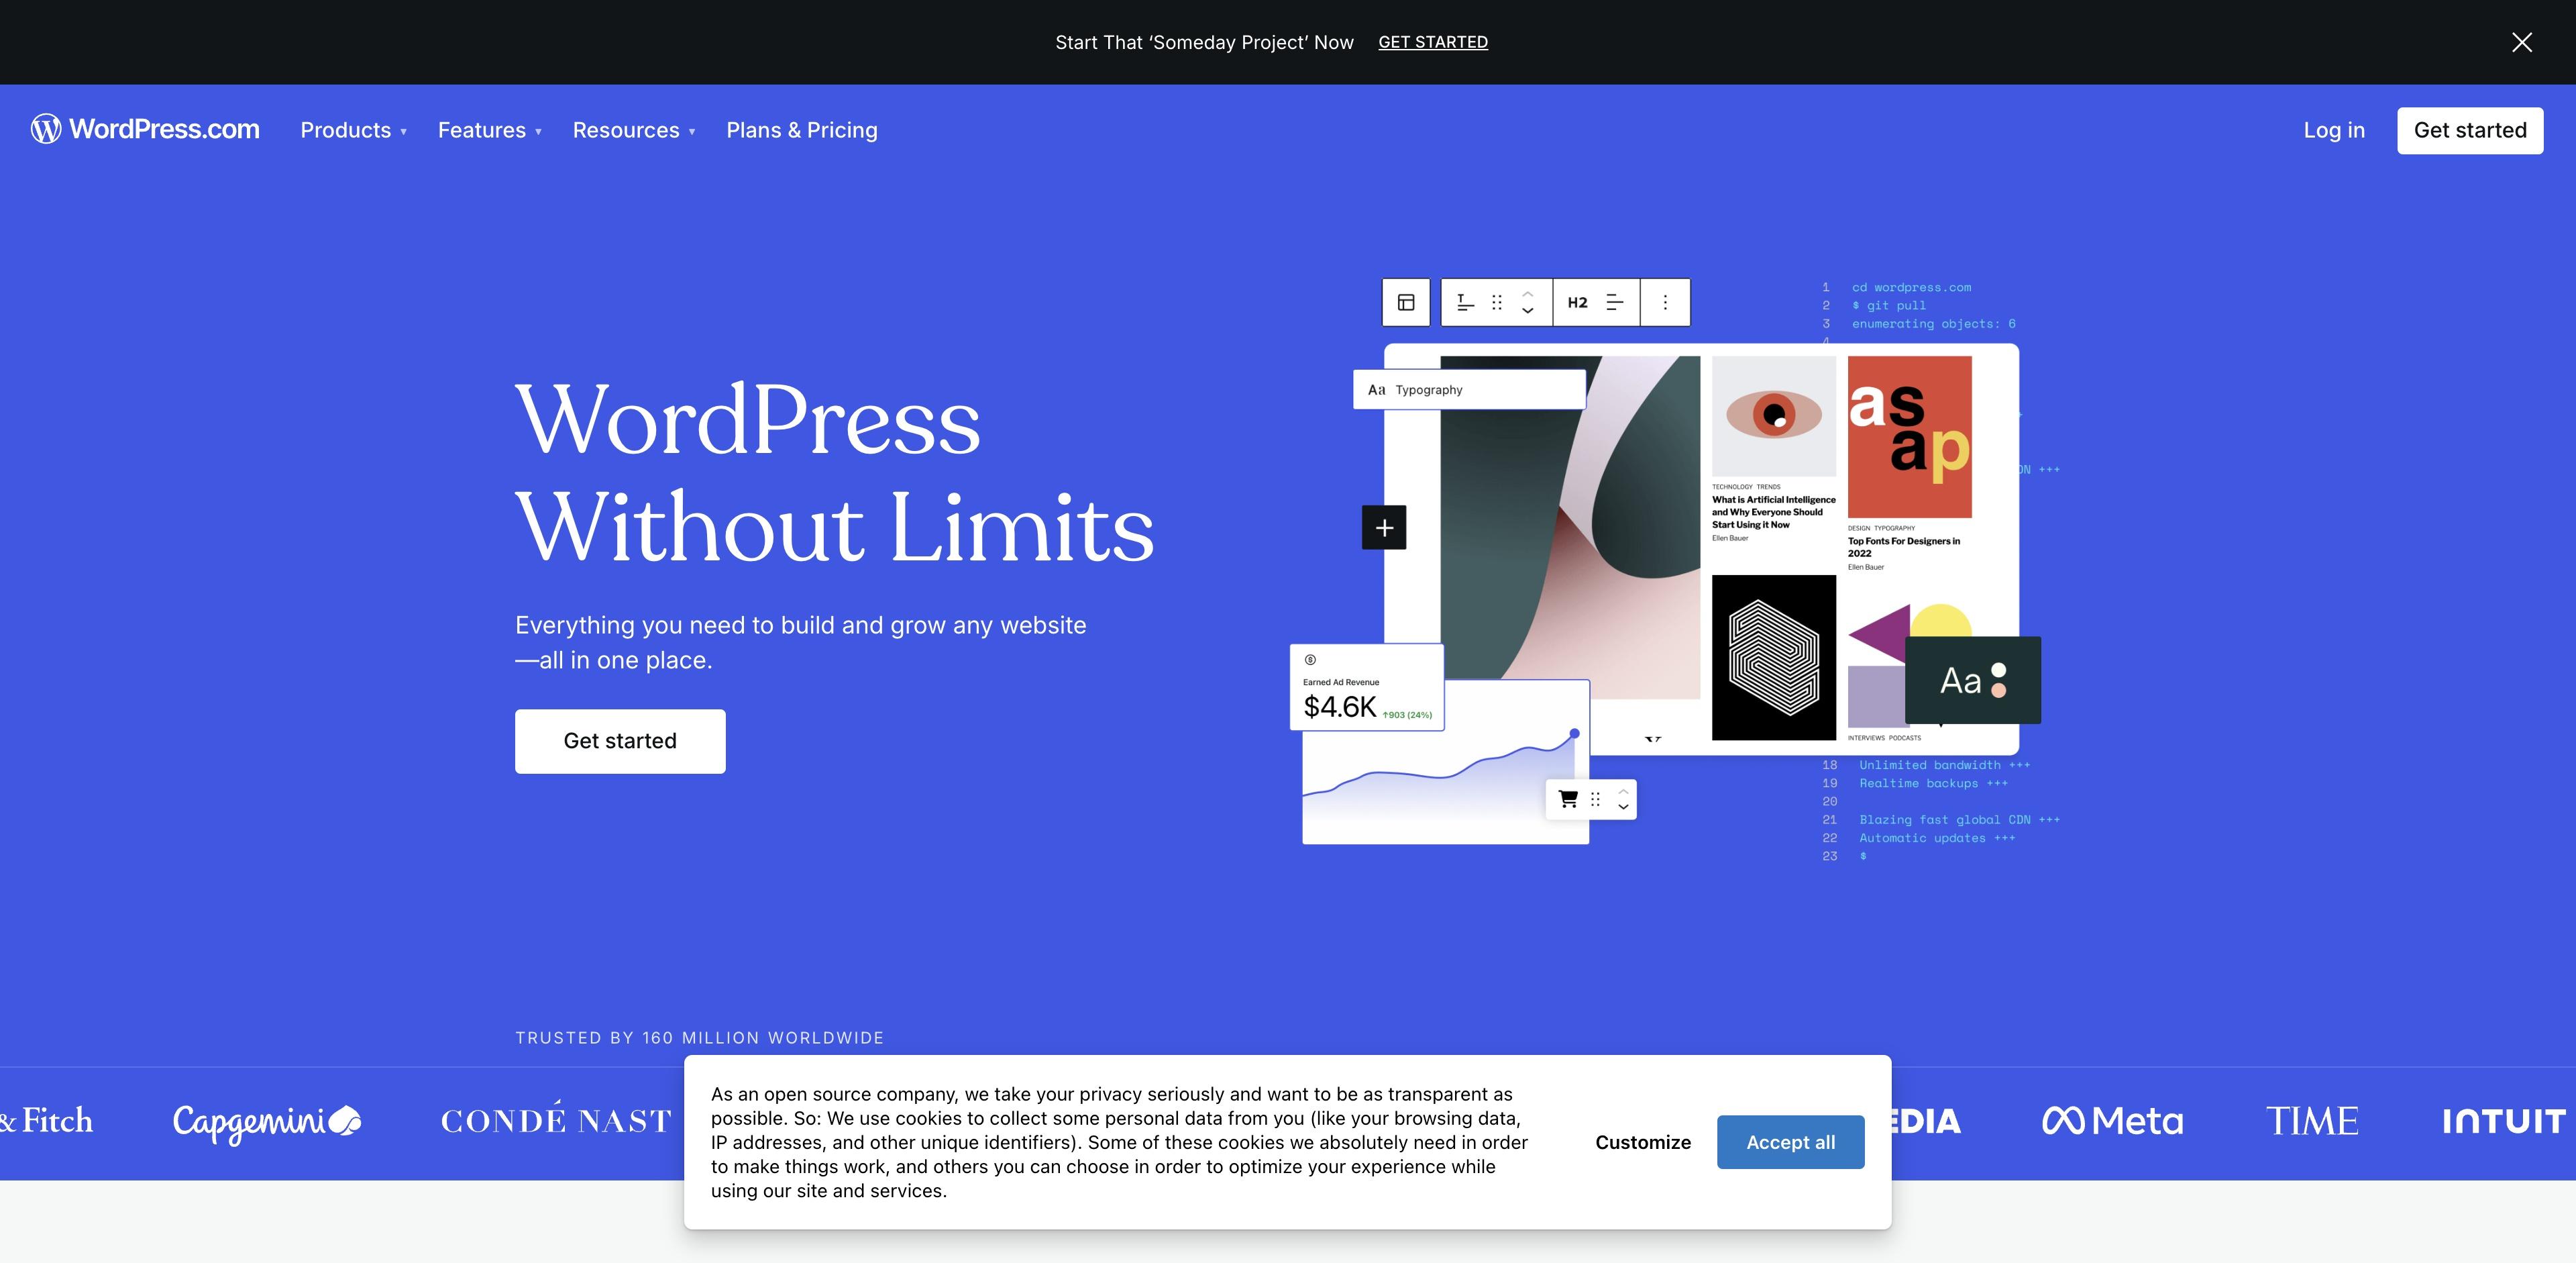 Start That ‘Someday Project’ Now GET STARTED
WordPress.com Products Features Resources Plans & Pricing Log in Get started
WordPress
Without Limits
Everything you need to build and grow any website
—all in one place.
Get started
H2
1 cd wordpress.com
2 $ git pull
3 enumerating objects: 6
4
Aa Typography
as
ap
DN +++
TECHNOLOGY TRENDS
What is Artificial Intelligence
and Why Everyone Should
Start Using it Now
Ellen Bauer
DESIGN TYPOGRAPHY
Top Fonts For Designers in
2022
Ellen Bauer
Aa
INTERVIEWS PODCASTS
Earned Ad Revenue
$4.6K ↑903 (24%)
18 Unlimited bandwidth +++
19 Realtime backups +++
20
21 Blazing fast global CDN +++
22 Automatic updates +++
23 $
TRUSTED BY 160 MILLION WORLDWIDE
& Fitch Capgemini CONDÉ NAST EDIA Meta TIME INTUIT
As an open source company, we take your privacy seriously and want to be as transparent as
possible. So: We use cookies to collect some personal data from you (like your browsing data,
IP addresses, and other unique identifiers). Some of these cookies we absolutely need in order
to make things work, and others you can choose in order to optimize your experience while
using our site and services.
Customize Accept all